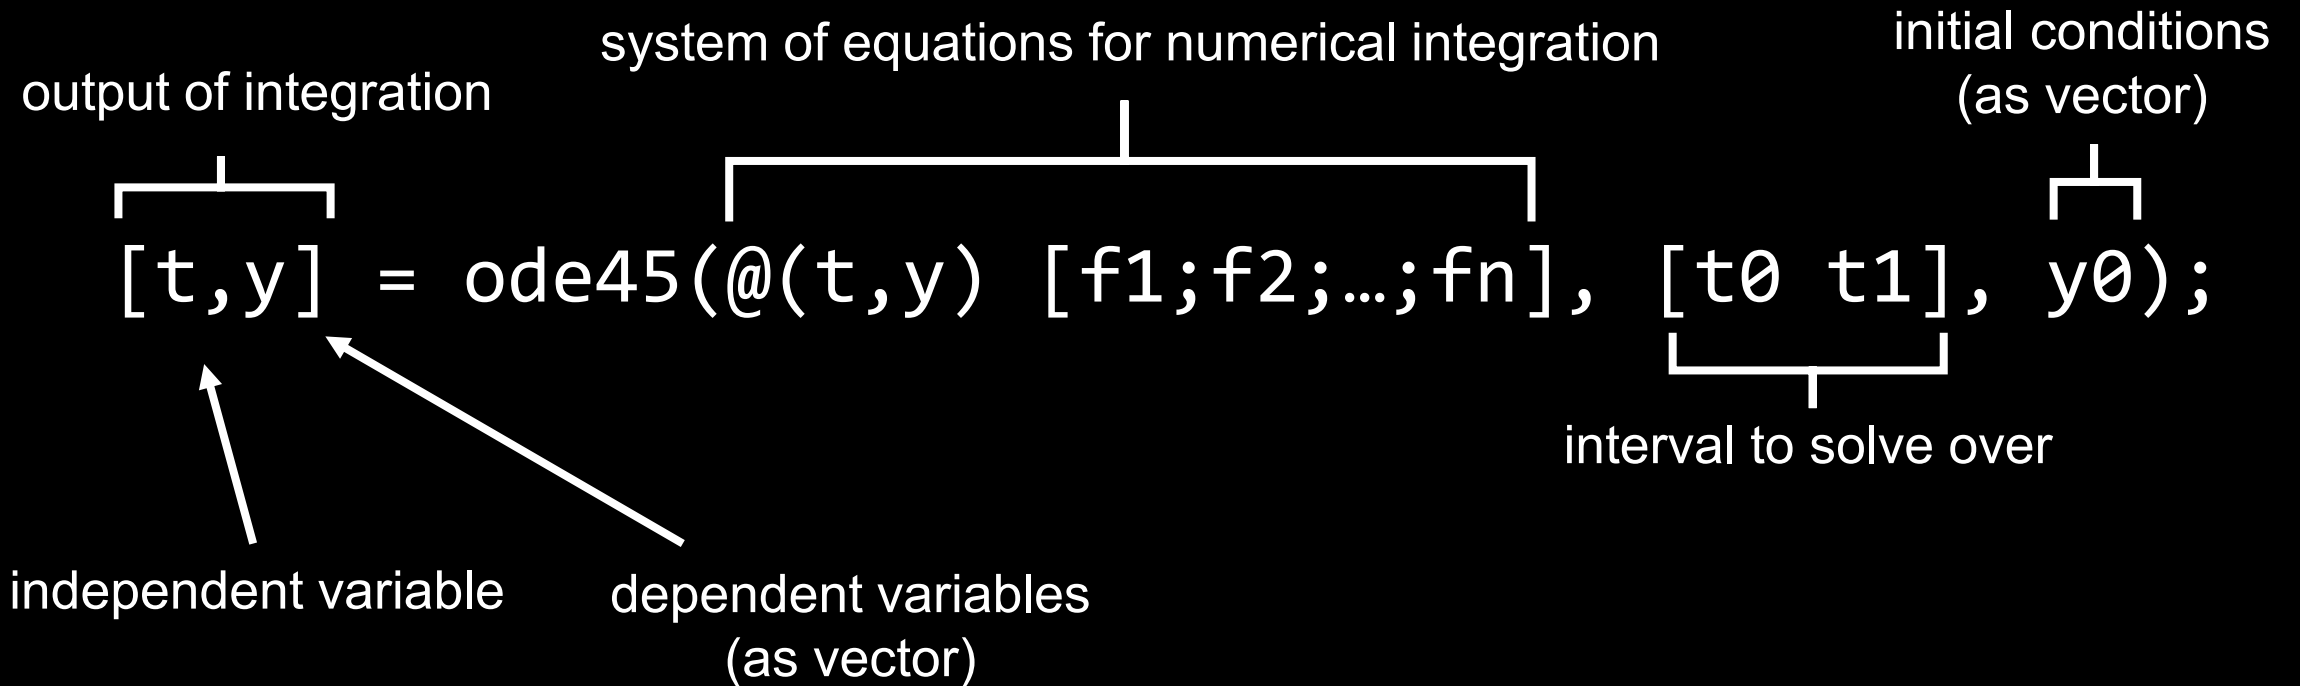 system of equations for numerical integration
initial conditions
(as vector)
output of integration
[t,y] = ode45(@(t,y) [f1;f2;…;fn], [t0 t1], y0);
interval to solve over
independent variable
dependent variables
(as vector)